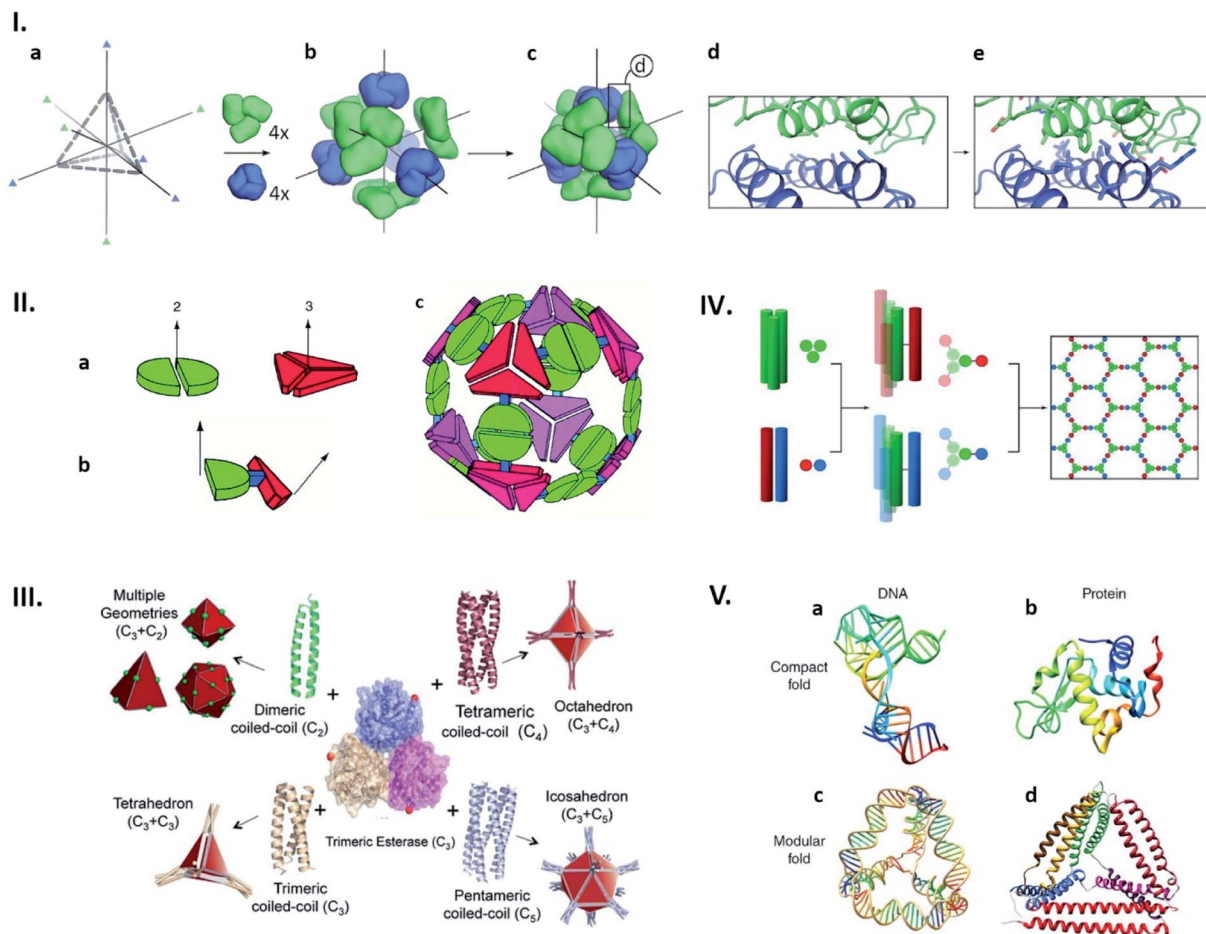 I.
a
b
c
d
d
e
4x
4x
II.
2
3
a
b
c
IV.
III.
Multiple
Geometries
(C3+C2)
Dimeric
coiled-coil (C2)
+
+
Tetrameric
coiled-coil (C4)
Octahedron
(C3+C4)
Tetrahedron
(C3+C3)
+
+
Trimeric Esterase (C3)
Trimeric
coiled-coil (C3)
Pentameric
coiled-coil (C5)
Icosahedron
(C3+C5)
V.
DNA
Protein
a
b
Compact
fold
c
d
Modular
fold